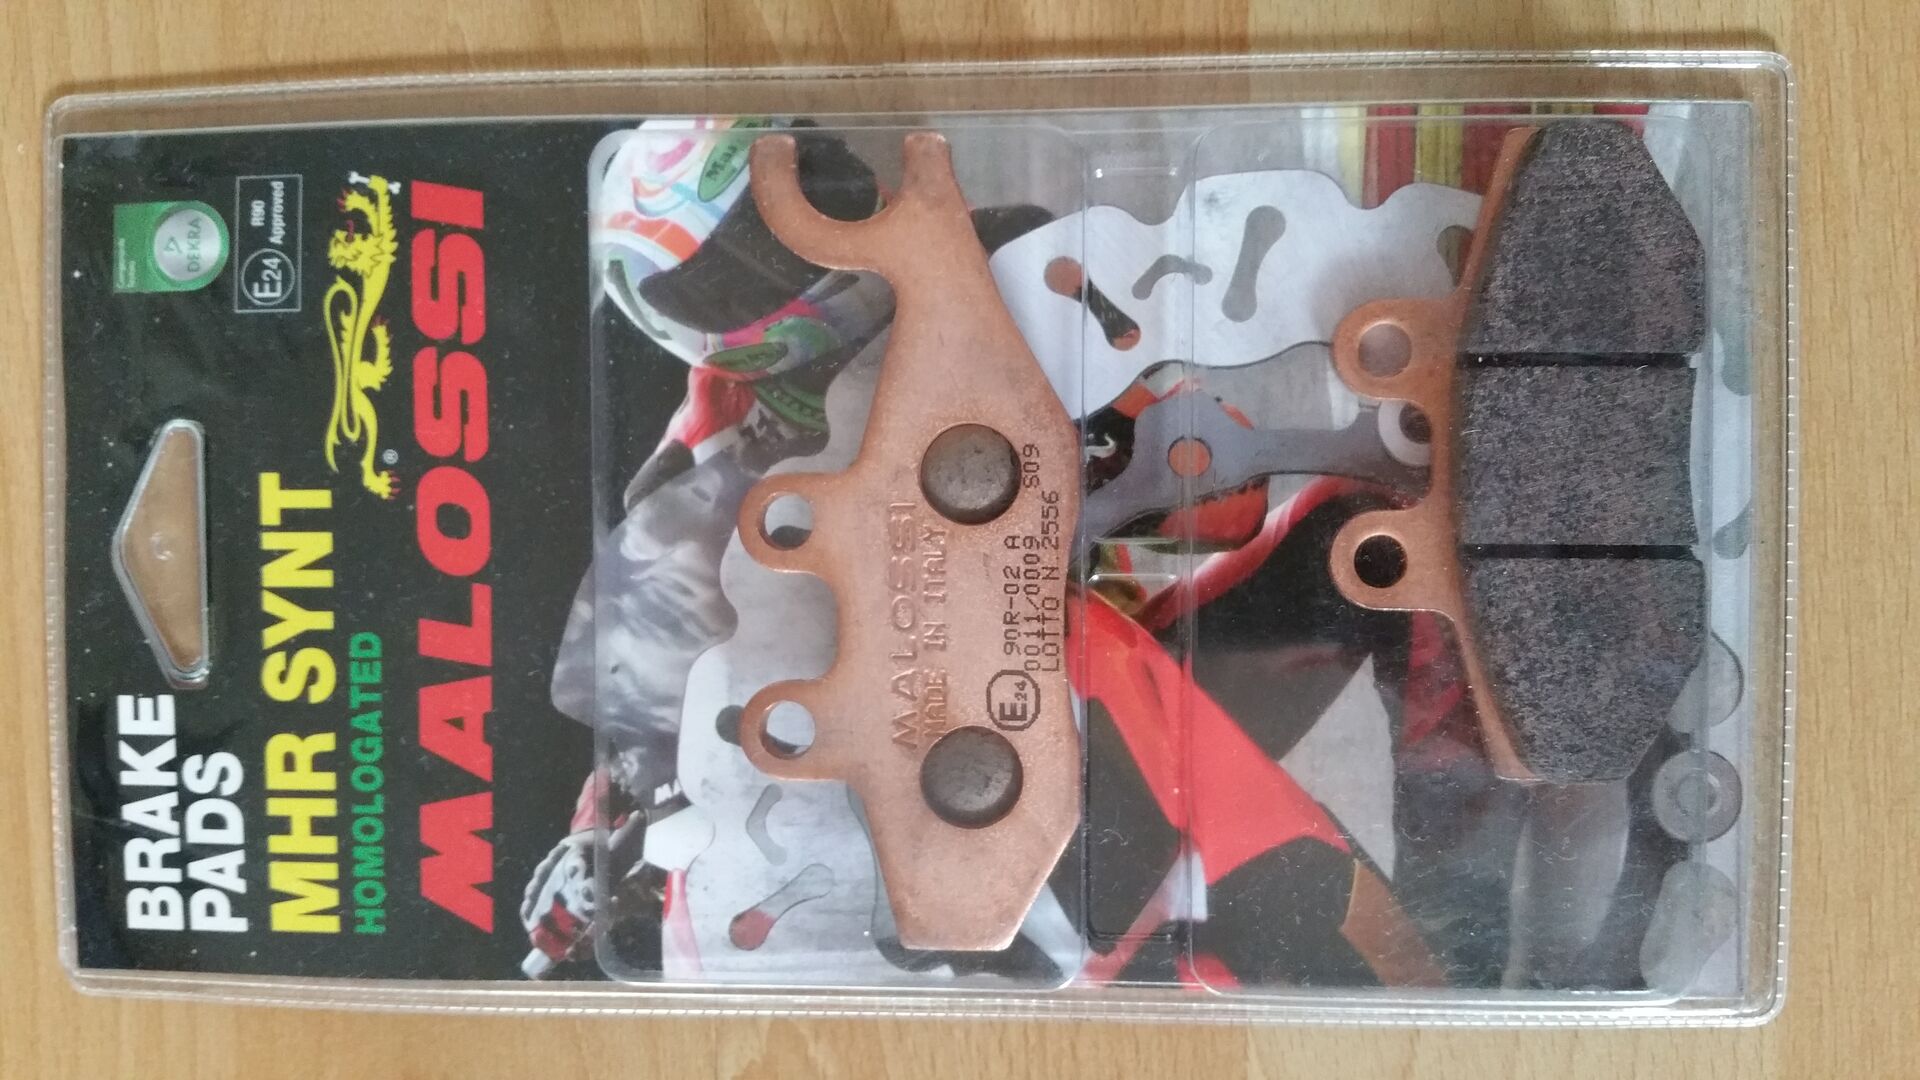 BRAKE
PADS
MHR SYNT
HOMOLOGATED
DEKRA
E24
R90
Approved
®
MALOSSI
MALOSSI
MADE IN ITALY
E24
90R-02 A
0011/0009 S09
LOTTO N.2556